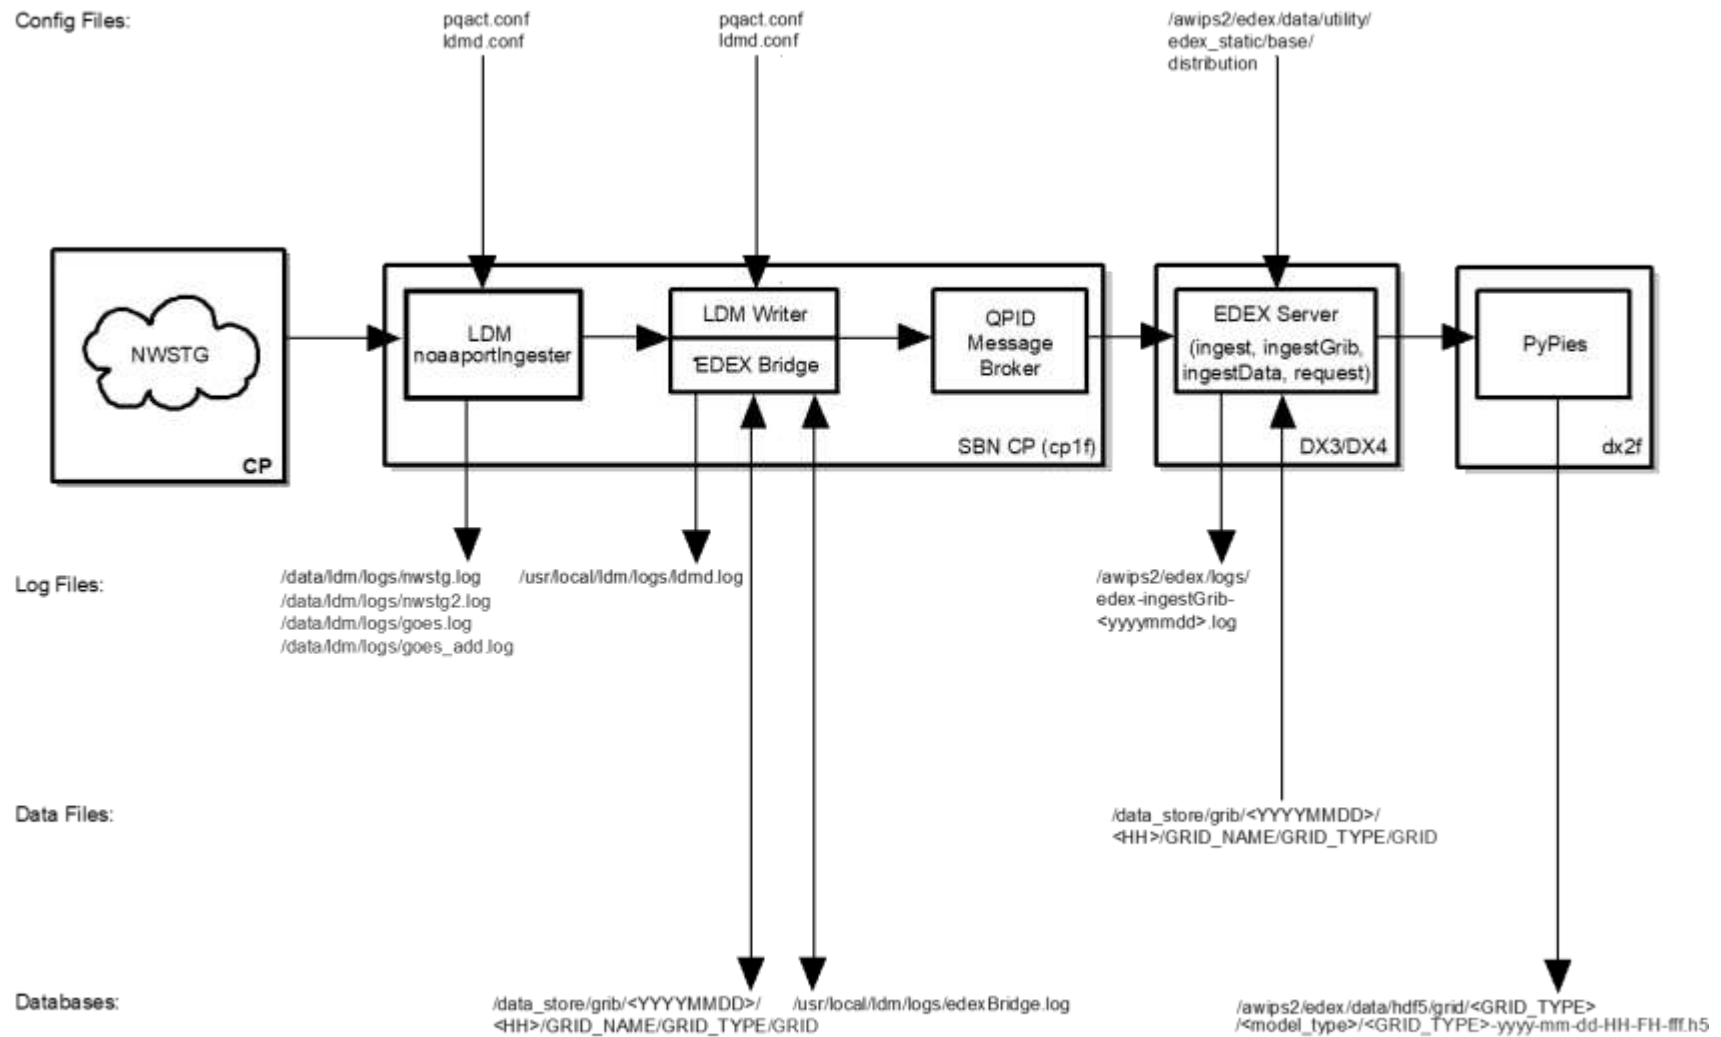 Config Files:
pqact.conf
ldmd.conf
pqact.conf
ldmd.conf
/awips2/edex/data/utility/
edex_static/base/
distribution
NWSTG
CP
LDM
noaaportIngester
LDM Writer
EDEX Bridge
QPID
Message
Broker
SBN CP (cp1f)
EDEX Server
(ingest, ingestGrib,
ingestData, request)
DX3/DX4
PyPies
dx2f
Log Files:
/data/ldm/logs/nwstg.log
/data/ldm/logs/nwstg2.log
/data/ldm/logs/goes.log
/data/ldm/logs/goes_add.log
/usr/local/ldm/logs/ldmd.log
/awips2/edex/logs/
edex-ingestGrib-
<yyyymmdd>.log
Data Files:
/data_store/grib/<YYYYMMDD>/
<HH>/GRID_NAME/GRID_TYPE/GRID
Databases:
/data_store/grib/<YYYYMMDD>/
<HH>/GRID_NAME/GRID_TYPE/GRID
/usr/local/ldm/logs/edexBridge.log
/awips2/edex/data/hdf5/grid/<GRID_TYPE>
/<model_type>/<GRID_TYPE>-yyyy-mm-dd-HH-FH-fff.h5